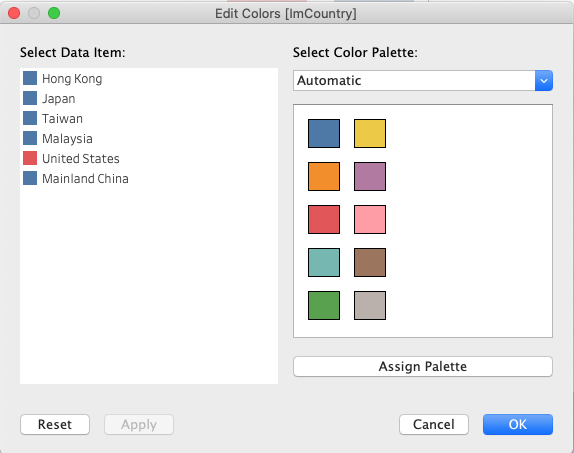 Edit Colors [ImCountry]
Select Data Item:
Hong Kong
Japan
Taiwan
Malaysia
United States
Mainland China
Select Color Palette:
Automatic
Assign Palette
Reset
Apply
Cancel
OK